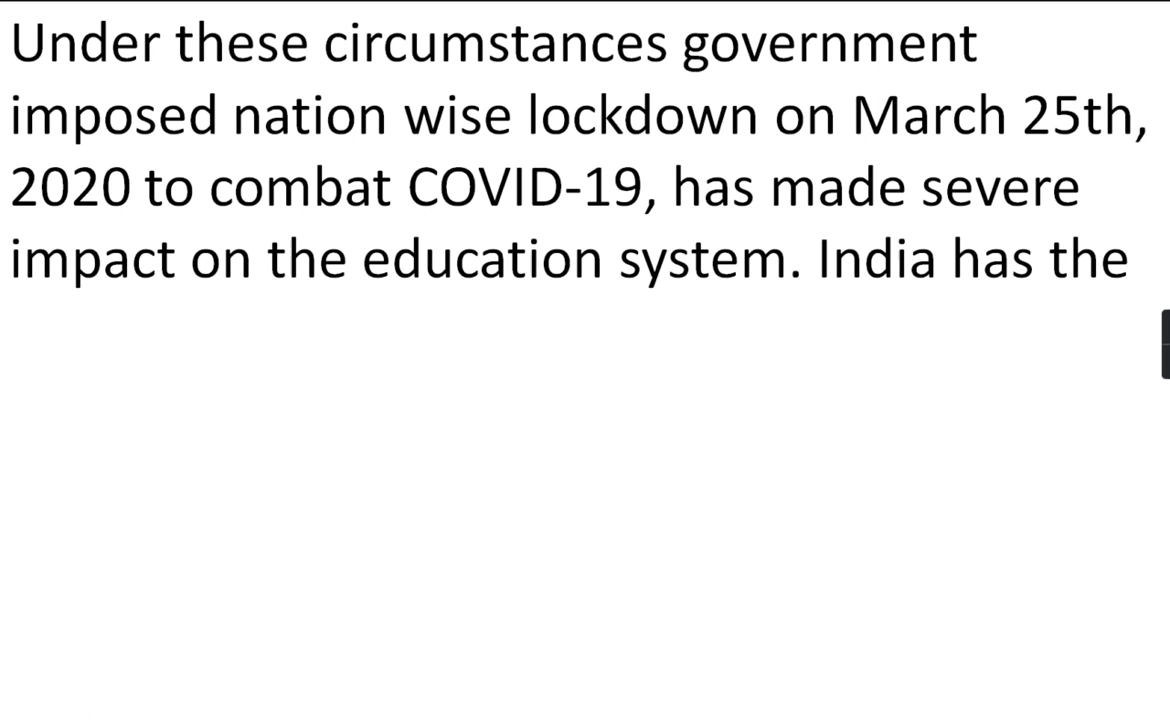 Under these circumstances government
imposed nation wise lockdown on March 25th,
2020 to combat COVID-19, has made severe
impact on the education system. India has the